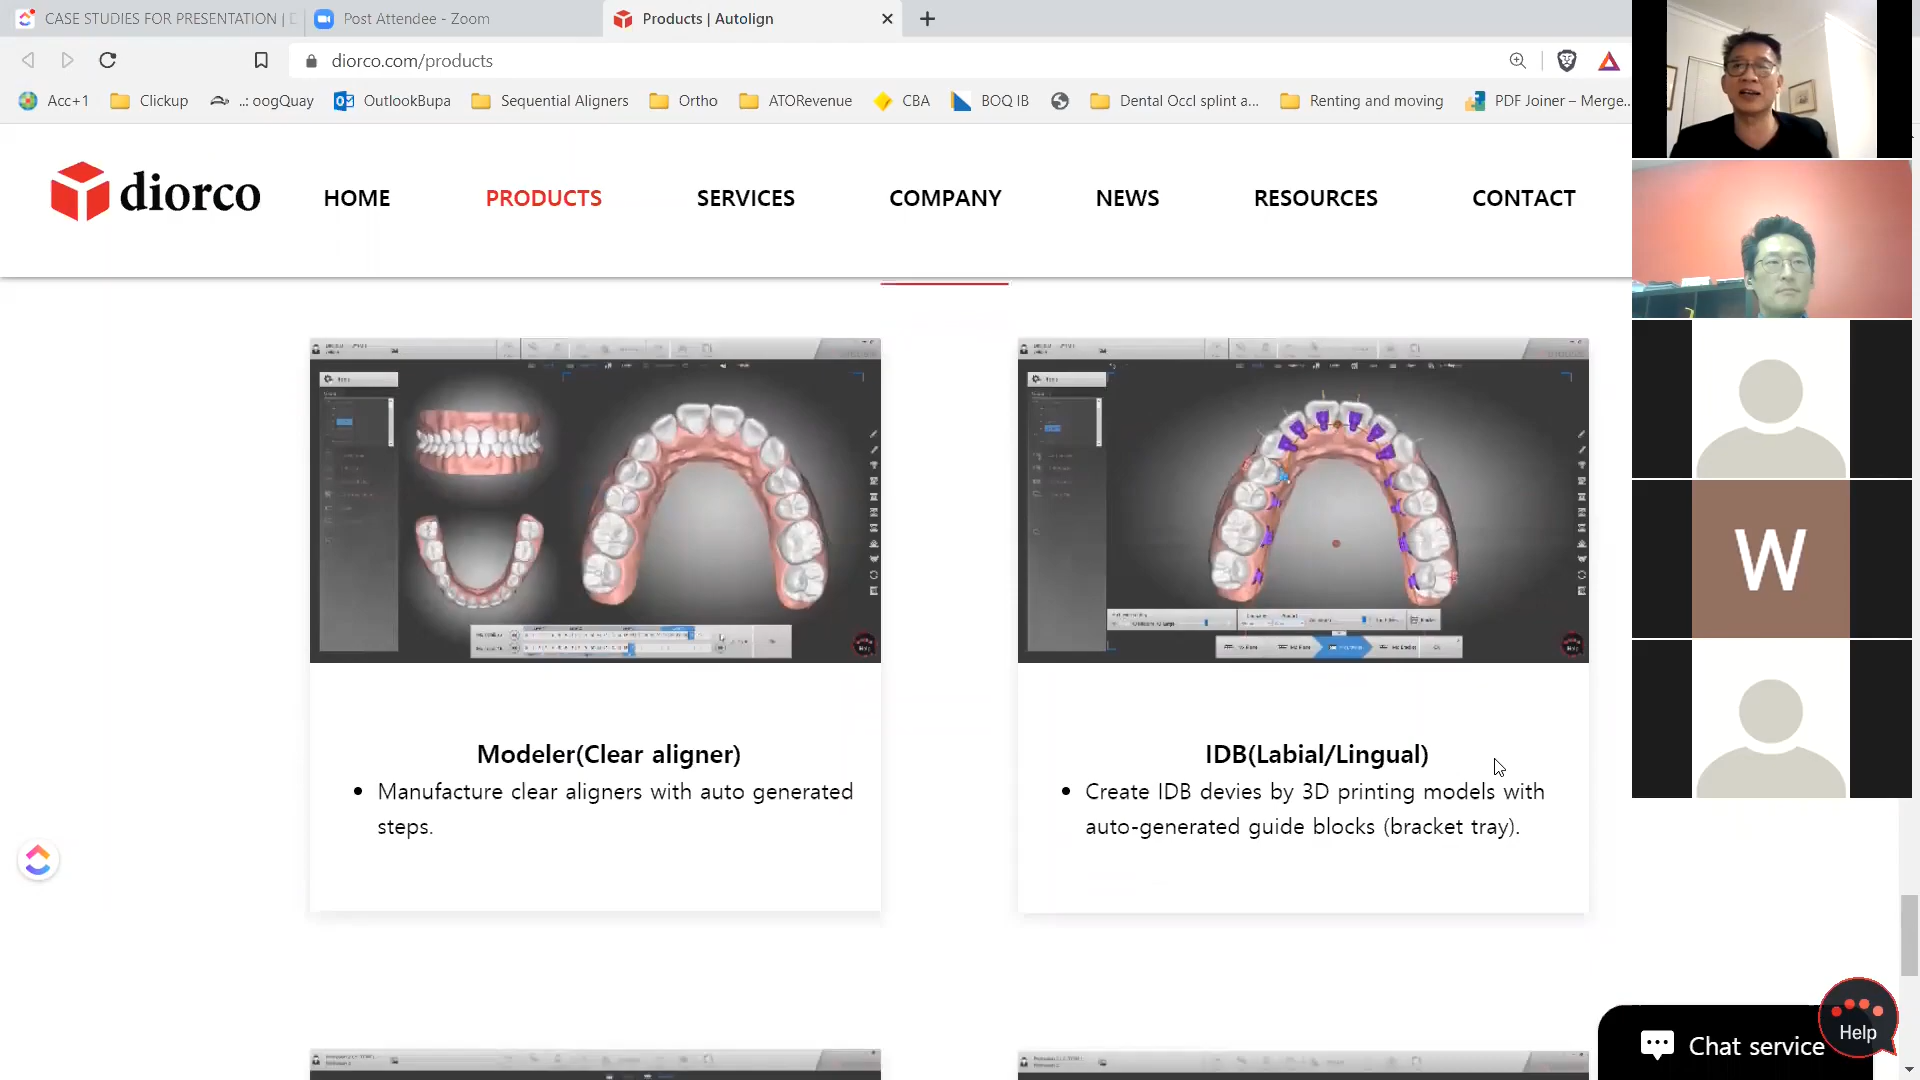 CASE STUDIES FOR PRESENTATION |
Post Attendee - Zoom
Products | Autolign
diorco.com/products
Acc+1
Clickup
..: oogQuay
OutlookBupa
Sequential Aligners
Ortho
ATORevenue
CBA
BOQ IB
Dental Occl splint a...
Renting and moving
PDF Joiner – Merge...
diorco
HOME
PRODUCTS
SERVICES
COMPANY
NEWS
RESOURCES
CONTACT
W
Help
Help
Modeler(Clear aligner)
• Manufacture clear aligners with auto generated
steps.
IDB(Labial/Lingual)
• Create IDB devies by 3D printing models with
auto-generated guide blocks (bracket tray).
Chat service
Help